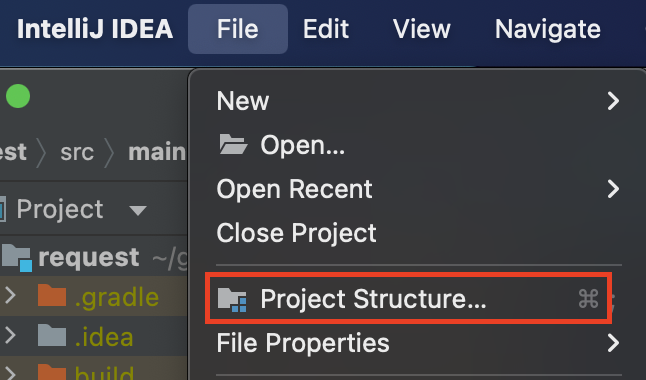 IntelliJ IDEA File Edit View Navigate
New
est src main
Open...
Project
Open Recent
Close Project
request ~/g
.gradle
Project Structure... ⌘ ;
.idea
File Properties
build